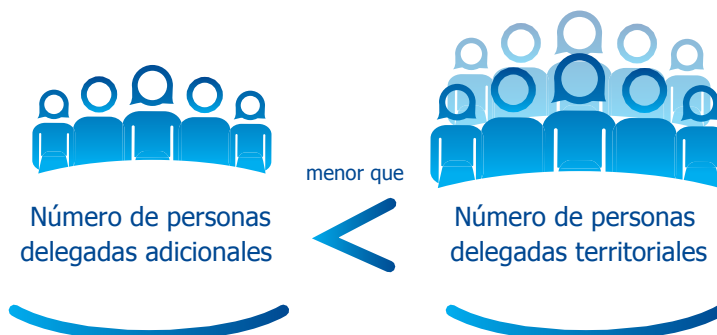 Número de personas
delegadas adicionales
menor que
Número de personas
delegadas territoriales